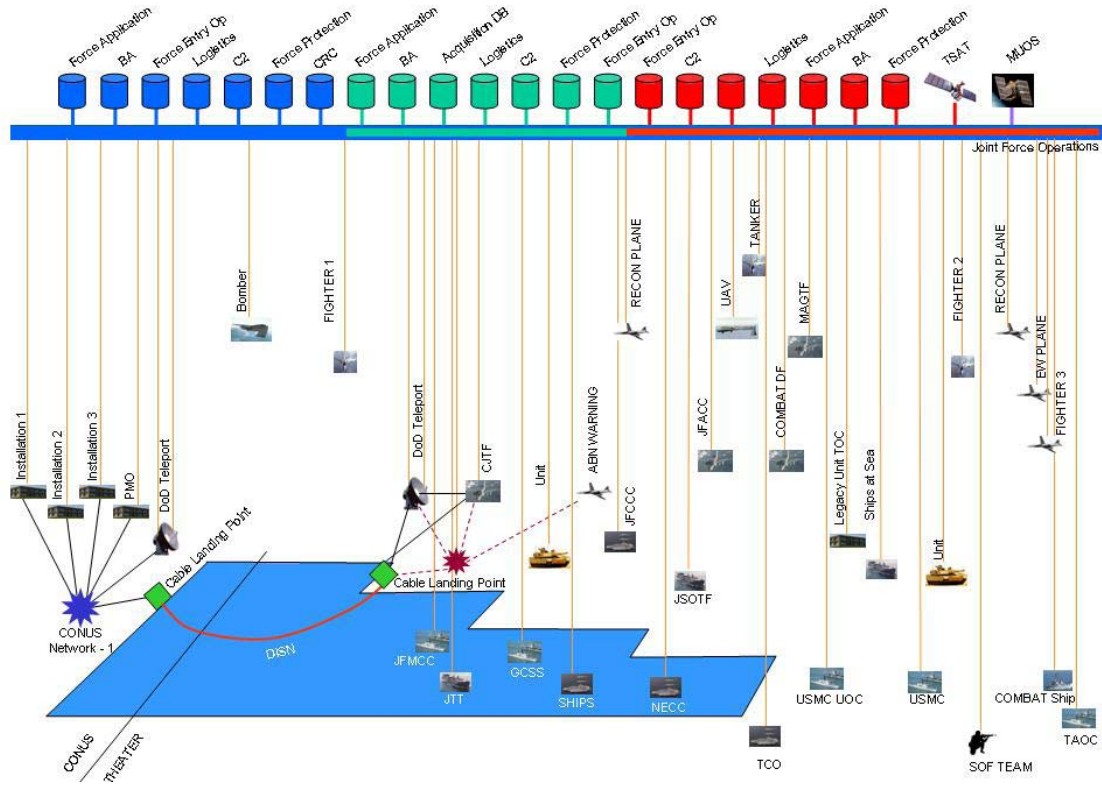 Force Application
BA
Force Entry Op
Logistics
C2
Force Protection
CRC
Force Application
BA
Acquisition DB
Logistics
C2
Force Protection
Force Entry Op
Force Entry Op
C2
Logistics
Force Application
BA
Force Protection
TSAT
MUOS
Joint Force Operations
Bomber
FIGHTER 1
RECON PLANE
UAV
TANKER
MAGTF
FIGHTER 2
RECON PLANE
EW PLANE
FIGHTER 3
Installation 1
Installation 2
Installation 3
PMO
DoD Teleport
DoD Teleport
CJTF
Unit
ABN WARNING
JFCCC
JFACC
COMBAT DF
Legacy Unit TOC
Ships at Sea
Unit
Cable Landing Point
Cable Landing Point
JSOTF
CONUS
Network - 1
DISN
JFMCC
JTT
GCSS
SHIPS
NECC
USMC UOC
USMC
COMBAT Ship
TAOC
CONUS
THEATER
TCO
SOF TEAM